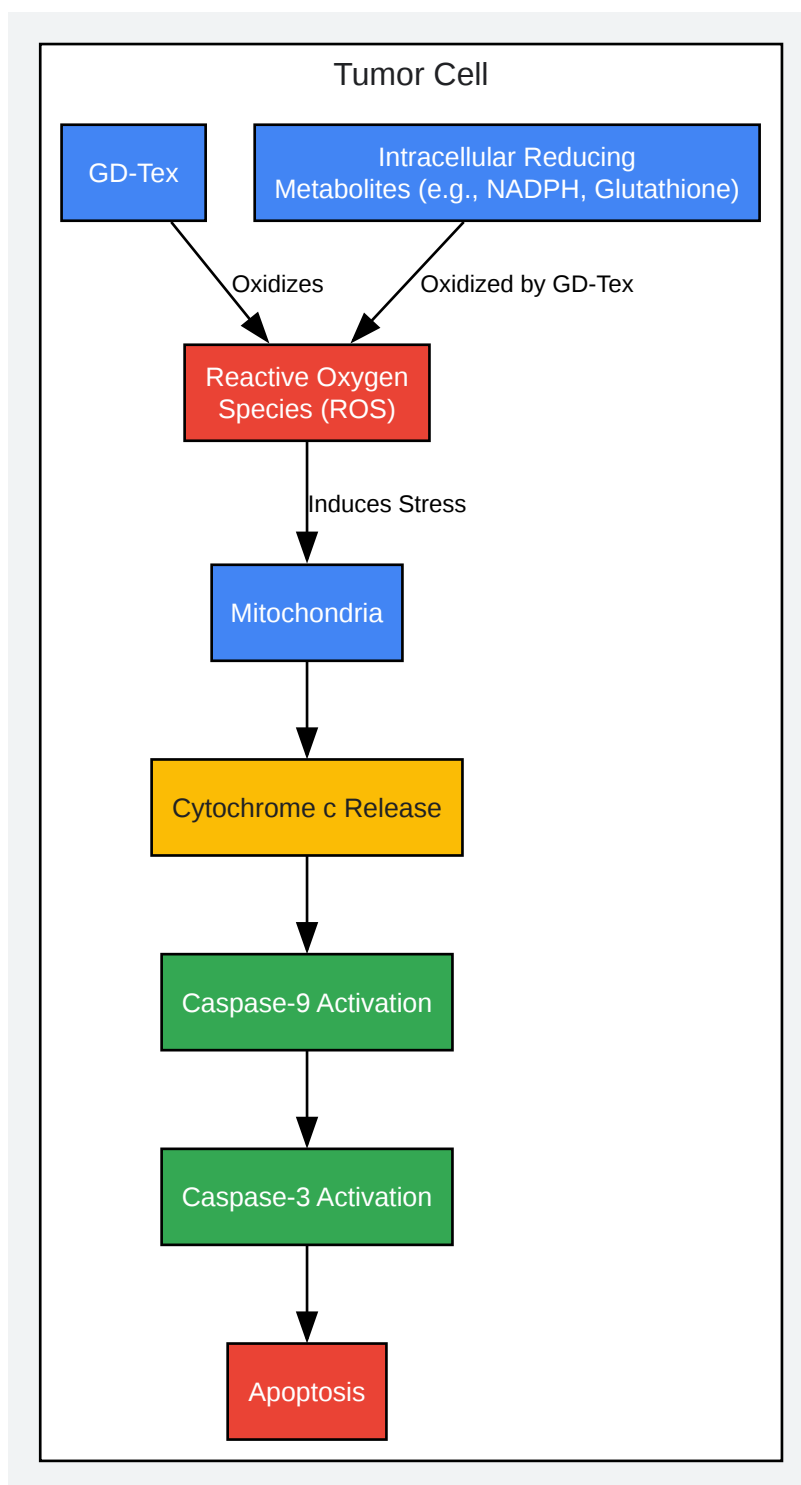 Tumor Cell
GD-Tex
Intracellular Reducing
Metabolites (e.g., NADPH, Glutathione)
Oxidizes
Oxidized by GD-Tex
Reactive Oxygen
Species (ROS)
Induces Stress
Mitochondria
Cytochrome c Release
Caspase-9 Activation
Caspase-3 Activation
Apoptosis